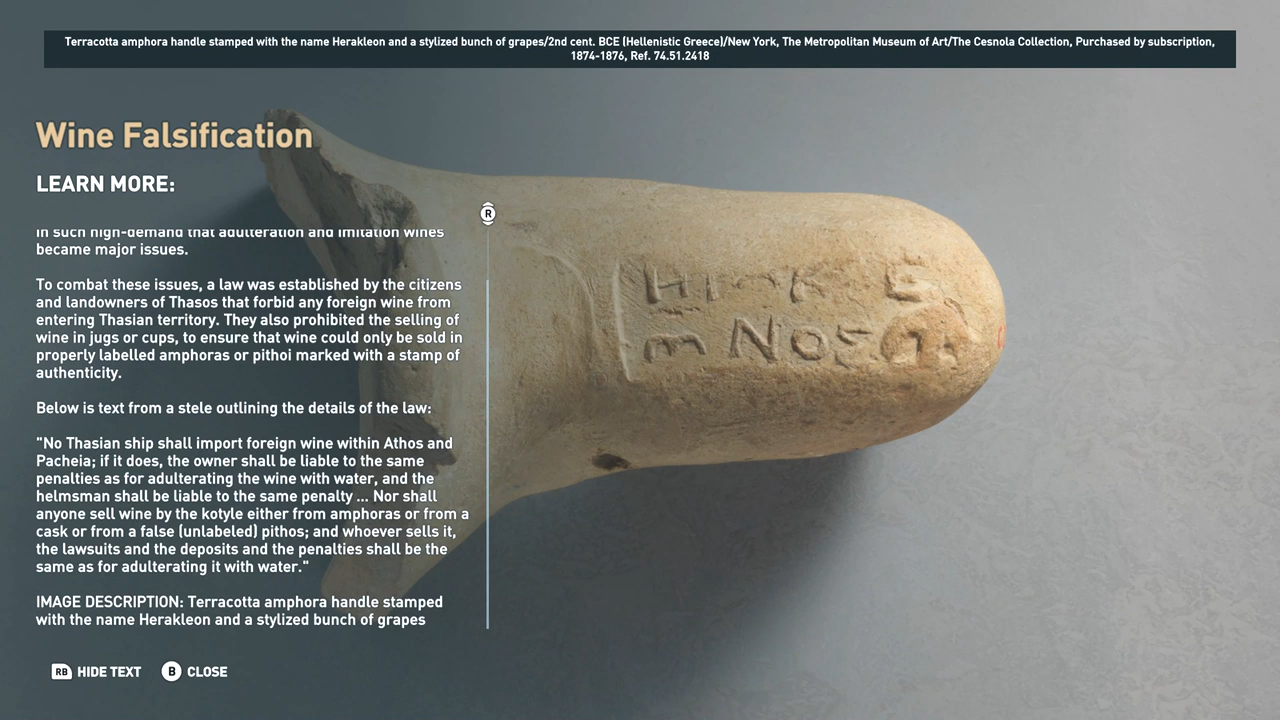 Terracotta amphora handle stamped with the name Herakleon and a stylized bunch of grapes/2nd cent. BCE (Hellenistic Greece)/New York, The Metropolitan Museum of Art/The Cesnola Collection, Purchased by subscription,
1874-1876, Ref. 74.51.2418
Wine Falsification
LEARN MORE:
in such high-demand that adulteration and imitation wines
became major issues.
To combat these issues, a law was established by the citizens
and landowners of Thasos that forbid any foreign wine from
entering Thasian territory. They also prohibited the selling of
wine in jugs or cups, to ensure that wine could only be sold in
properly labelled amphoras or pithoi marked with a stamp of
authenticity.
Below is text from a stele outlining the details of the law:
"No Thasian ship shall import foreign wine within Athos and
Pacheia; if it does, the owner shall be liable to the same
penalties as for adulterating the wine with water, and the
helmsman shall be liable to the same penalty ... Nor shall
anyone sell wine by the kotyle either from amphoras or from a
cask or from a false (unlabeled) pithos; and whoever sells it,
the lawsuits and the deposits and the penalties shall be the
same as for adulterating it with water."
IMAGE DESCRIPTION: Terracotta amphora handle stamped
with the name Herakleon and a stylized bunch of grapes
R
RB HIDE TEXT B CLOSE